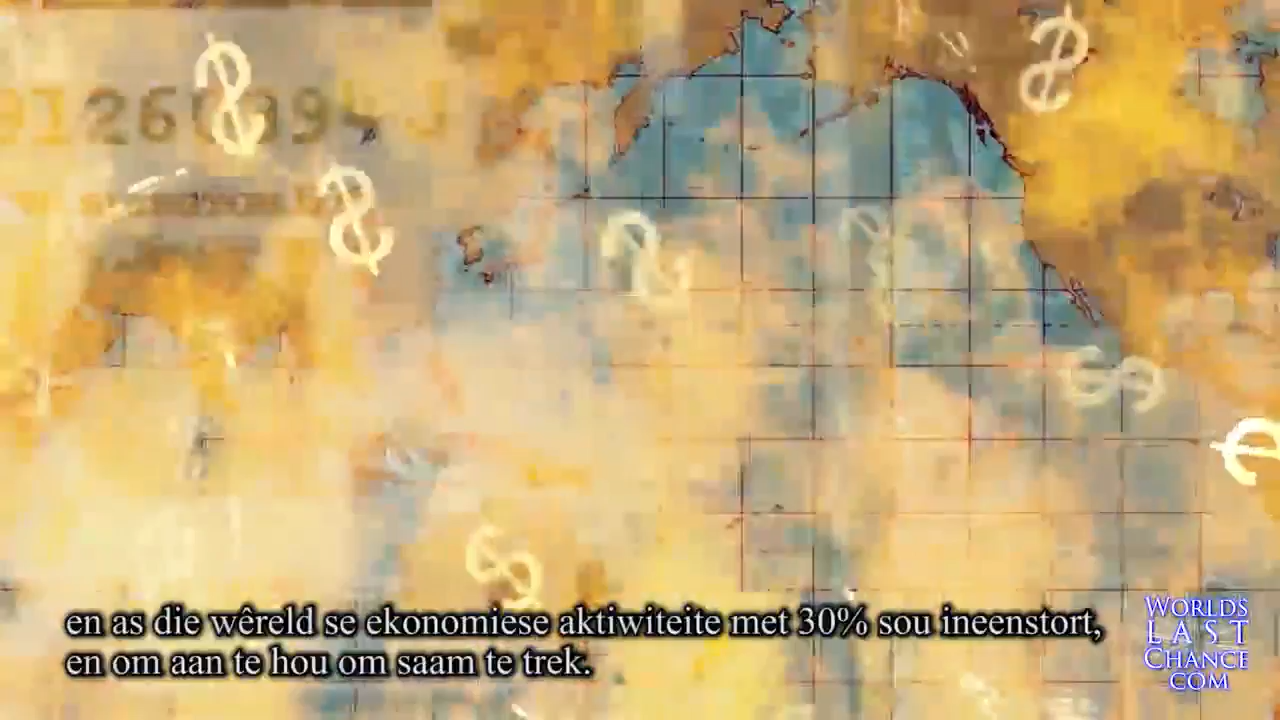 en as die wêreld se ekonomiese aktiwiteite met 30% sou ineenstort,
en om aan te hou om saam te trek.
WORLDS
LAST
CHANCE
.COM